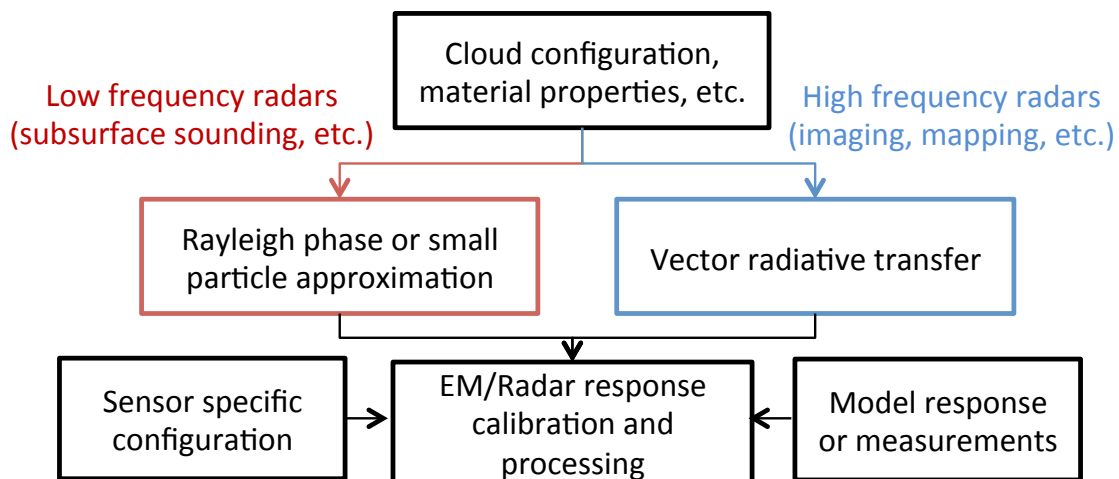 Cloud configuration,
material properties, etc.
Low frequency radars
(subsurface sounding, etc.)
High frequency radars
(imaging, mapping, etc.)
Rayleigh phase or small
particle approximation
Vector radiative transfer
Sensor specific
configuration
EM/Radar response
calibration and
processing
Model response
or measurements